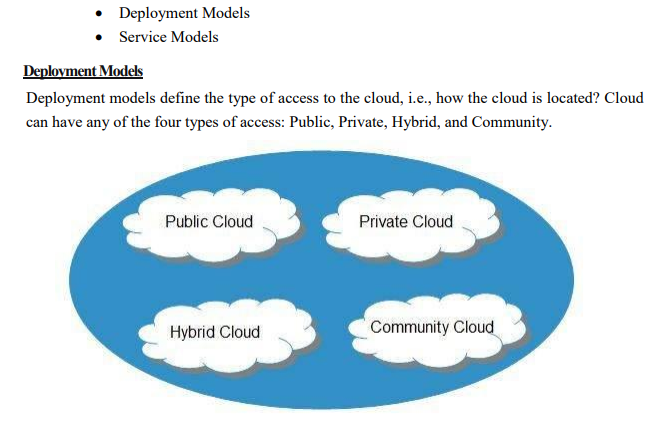 • Deployment Models
• Service Models
Deployment Models
Deployment models define the type of access to the cloud, i.e., how the cloud is located? Cloud
can have any of the four types of access: Public, Private, Hybrid, and Community.
Public Cloud
Private Cloud
Hybrid Cloud
Community Cloud